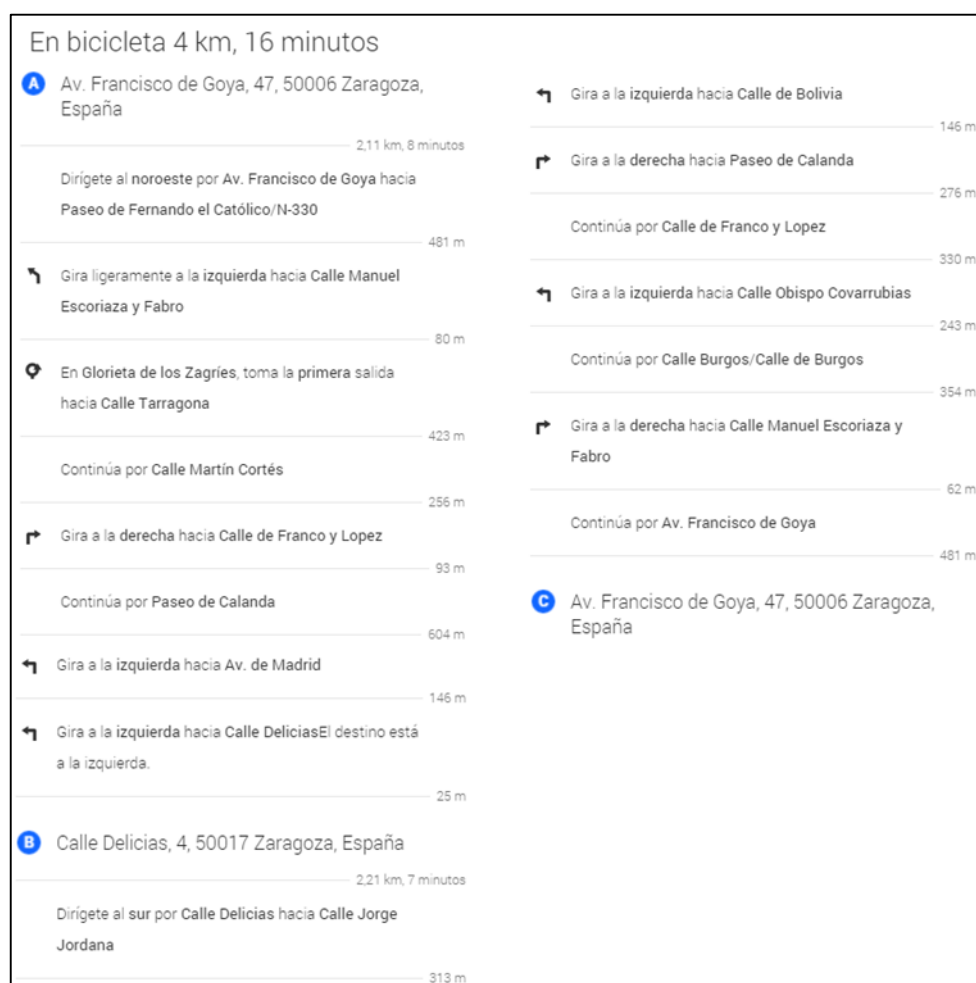 En bicicleta 4 km, 16 minutos
A
Av. Francisco de Goya, 47, 50006 Zaragoza,
España
2,11 km, 8 minutos
Dirígete al noroeste por Av. Francisco de Goya hacia
Paseo de Fernando el Católico/N-330
481 m
Gira ligeramente a la izquierda hacia Calle Manuel
Escoriaza y Fabro
80 m
En Glorieta de los Zagríes, toma la primera salida
hacia Calle Tarragona
423 m
Continúa por Calle Martín Cortés
256 m
Gira a la derecha hacia Calle de Franco y Lopez
93 m
Continúa por Paseo de Calanda
604 m
Gira a la izquierda hacia Av. de Madrid
146 m
Gira a la izquierda hacia Calle DeliciasEl destino está
a la izquierda.
25 m
B
Calle Delicias, 4, 50017 Zaragoza, España
2,21 km, 7 minutos
Dirígete al sur por Calle Delicias hacia Calle Jorge
Jordana
313 m
Gira a la izquierda hacia Calle de Bolivia
146 m
Gira a la derecha hacia Paseo de Calanda
276 m
Continúa por Calle de Franco y Lopez
330 m
Gira a la izquierda hacia Calle Obispo Covarrubias
243 m
Continúa por Calle Burgos/Calle de Burgos
354 m
Gira a la derecha hacia Calle Manuel Escoriaza y
Fabro
62 m
Continúa por Av. Francisco de Goya
481 m
C
Av. Francisco de Goya, 47, 50006 Zaragoza,
España